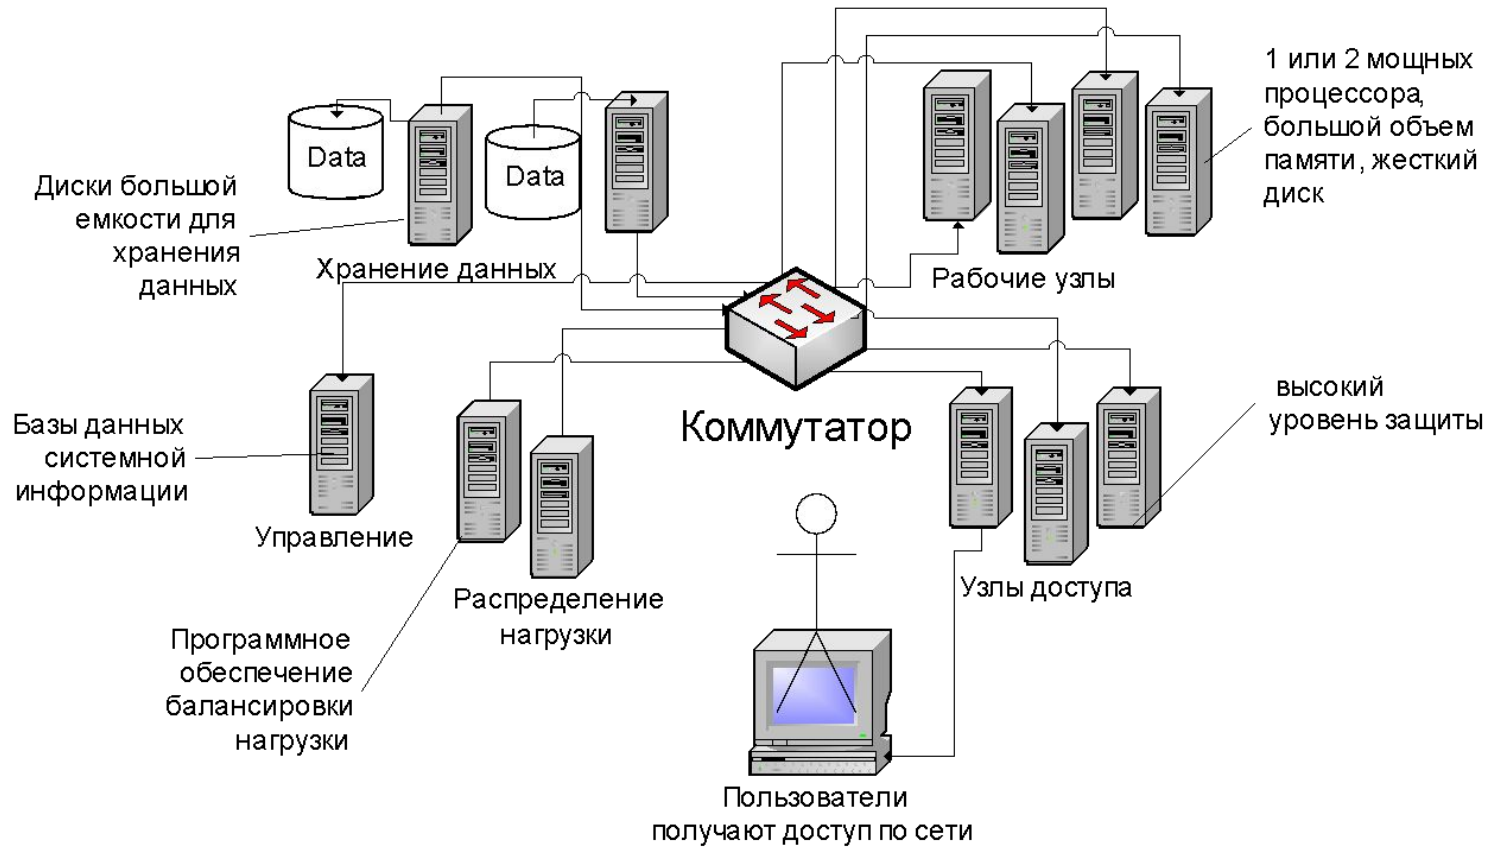 1 или 2 мощных
процессора,
большой объем
памяти, жесткий
диск
Data
Data
Диски большой
емкости для
хранения
данных
Хранение данных
Рабочие узлы
Коммутатор
высокий
уровень защиты
Базы данных
системной
информации
Управление
Узлы доступа
Распределение
нагрузки
Программное
обеспечение
балансировки
нагрузки
Пользователи
получают доступ по сети